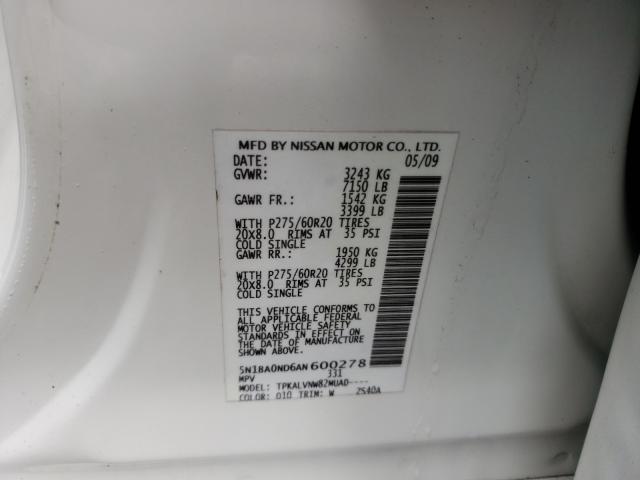 MFD BY NISSAN MOTOR CO., LTD.
DATE: 05/09
GVWR: 3243 KG
7150 LB
GAWR FR.: 1542 KG
3399 LB
WITH P275/60R20 TIRES
20x8.0 RIMS AT 35 PSI
COLD SINGLE
GAWR RR.: 1950 KG
4299 LB
WITH P275/60R20 TIRES
20x8.0 RIMS AT 35 PSI
COLD SINGLE
THIS VEHICLE CONFORMS TO
ALL APPLICABLE FEDERAL
MOTOR VEHICLE SAFETY
STANDARDS IN EFFECT ON
THE DATE OF MANUFACTURE
SHOWN ABOVE.
5N18A0ND6AN600278
MPV 331
MODEL: TPKALVNW82MUAD----
COLOR: 010 TRIM: W 2S40A